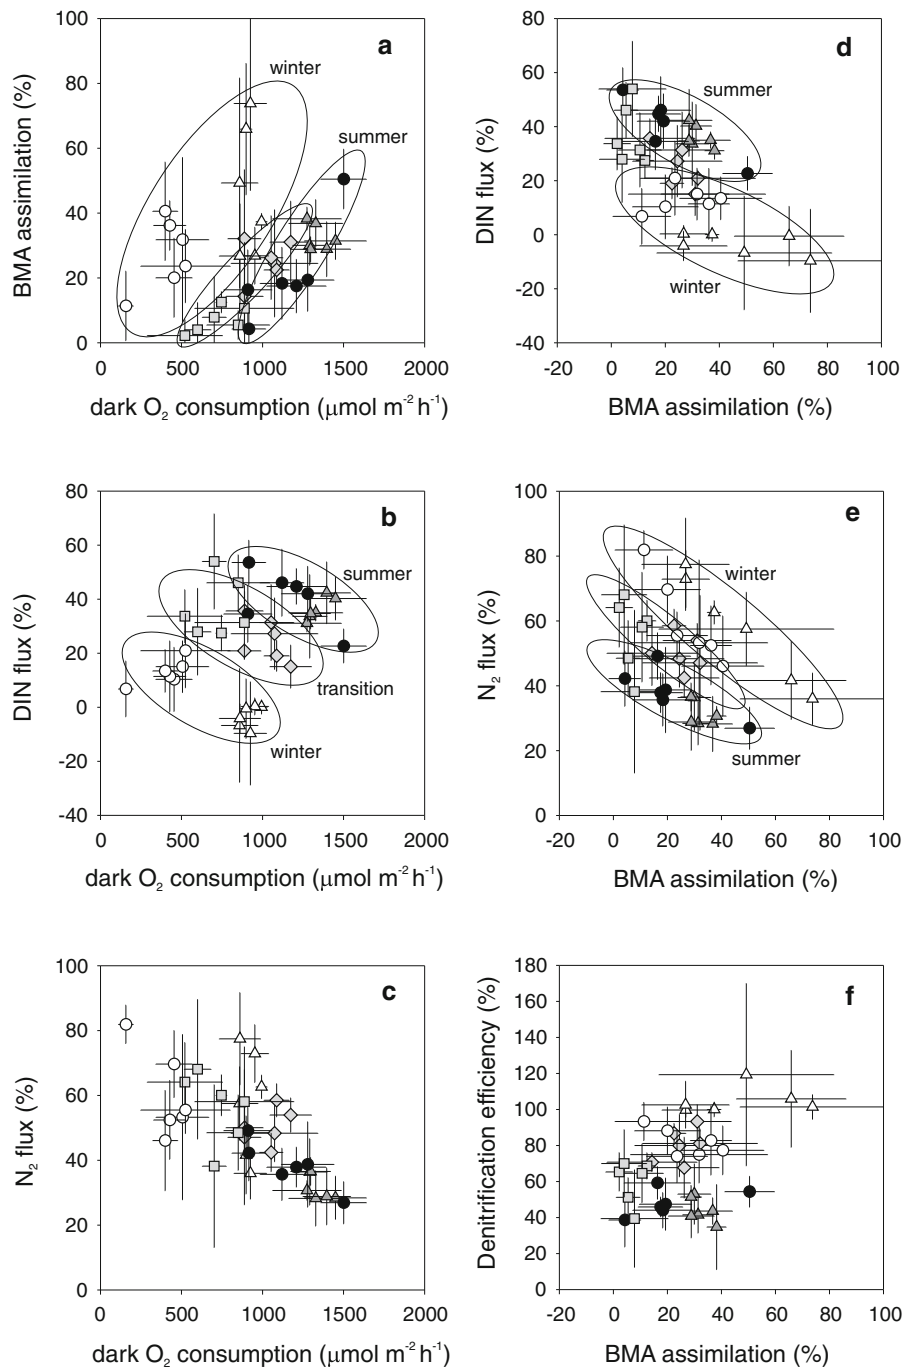 a
winter
summer
BMA assimilation (%)
100
80
60
40
20
0
0 500 1000 1500 2000
dark O₂ consumption (μmol m⁻² h⁻¹)
d
summer
winter
DIN flux (%)
80
60
40
20
0
-20
-40
-20 0 20 40 60 80 100
BMA assimilation (%)
b
summer
transition
winter
DIN flux (%)
80
60
40
20
0
-20
-40
0 500 1000 1500 2000
dark O₂ consumption (μmol m⁻² h⁻¹)
e
winter
summer
N₂ flux (%)
100
80
60
40
20
0
-20 0 20 40 60 80 100
BMA assimilation (%)
c
N₂ flux (%)
100
80
60
40
20
0
0 500 1000 1500 2000
dark O₂ consumption (μmol m⁻² h⁻¹)
f
Denitrification efficiency (%)
180
160
140
120
100
80
60
40
20
0
-20 0 20 40 60 80 100
BMA assimilation (%)